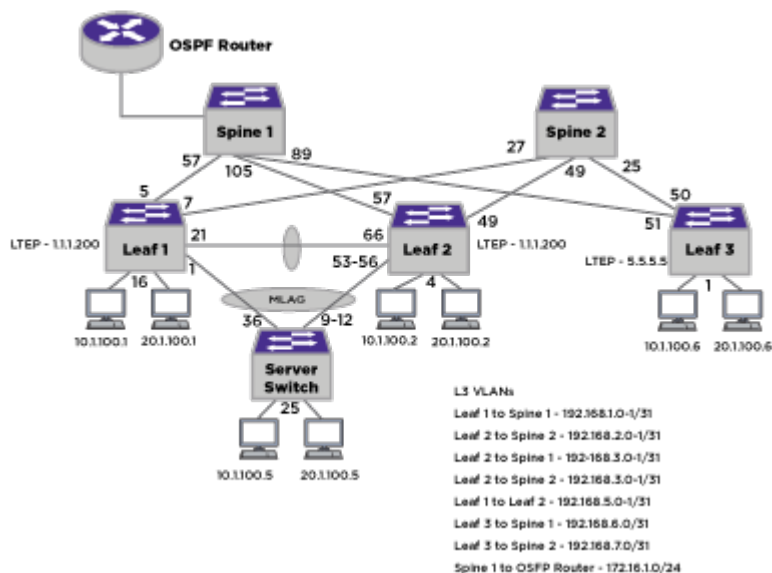 OSPF Router
Spine 1
Spine 2
57
105
89
27
49
25
5
7
57
49
50
51
LTEP - 1.1.1.200
Leaf 1
21
66
Leaf 2
LTEP - 1.1.1.200
Leaf 3
LTEP - 5.5.5.5
16
1
53-56
4
1
MLAG
36
9-12
10.1.100.1
20.1.100.1
10.1.100.2
20.1.100.2
10.1.100.6
20.1.100.6
Server
Switch
25
10.1.100.5
20.1.100.5
L3 VLANs
Leaf 1 to Spine 1 - 192.168.1.0-1/31
Leaf 2 to Spine 2 - 192.168.2.0-1/31
Leaf 2 to Spine 1 - 192-168.3.0-1/31
Leaf 2 to Spine 2 - 192.168.3.0-1/31
Leaf 1 to Leaf 2 - 192.168.5.0-1/31
Leaf 3 to Spine 1 - 192.168.6.0/31
Leaf 3 to Spine 2 - 192.168.7.0/31
Spine 1 to OSFP Router - 172.16.1.0/24